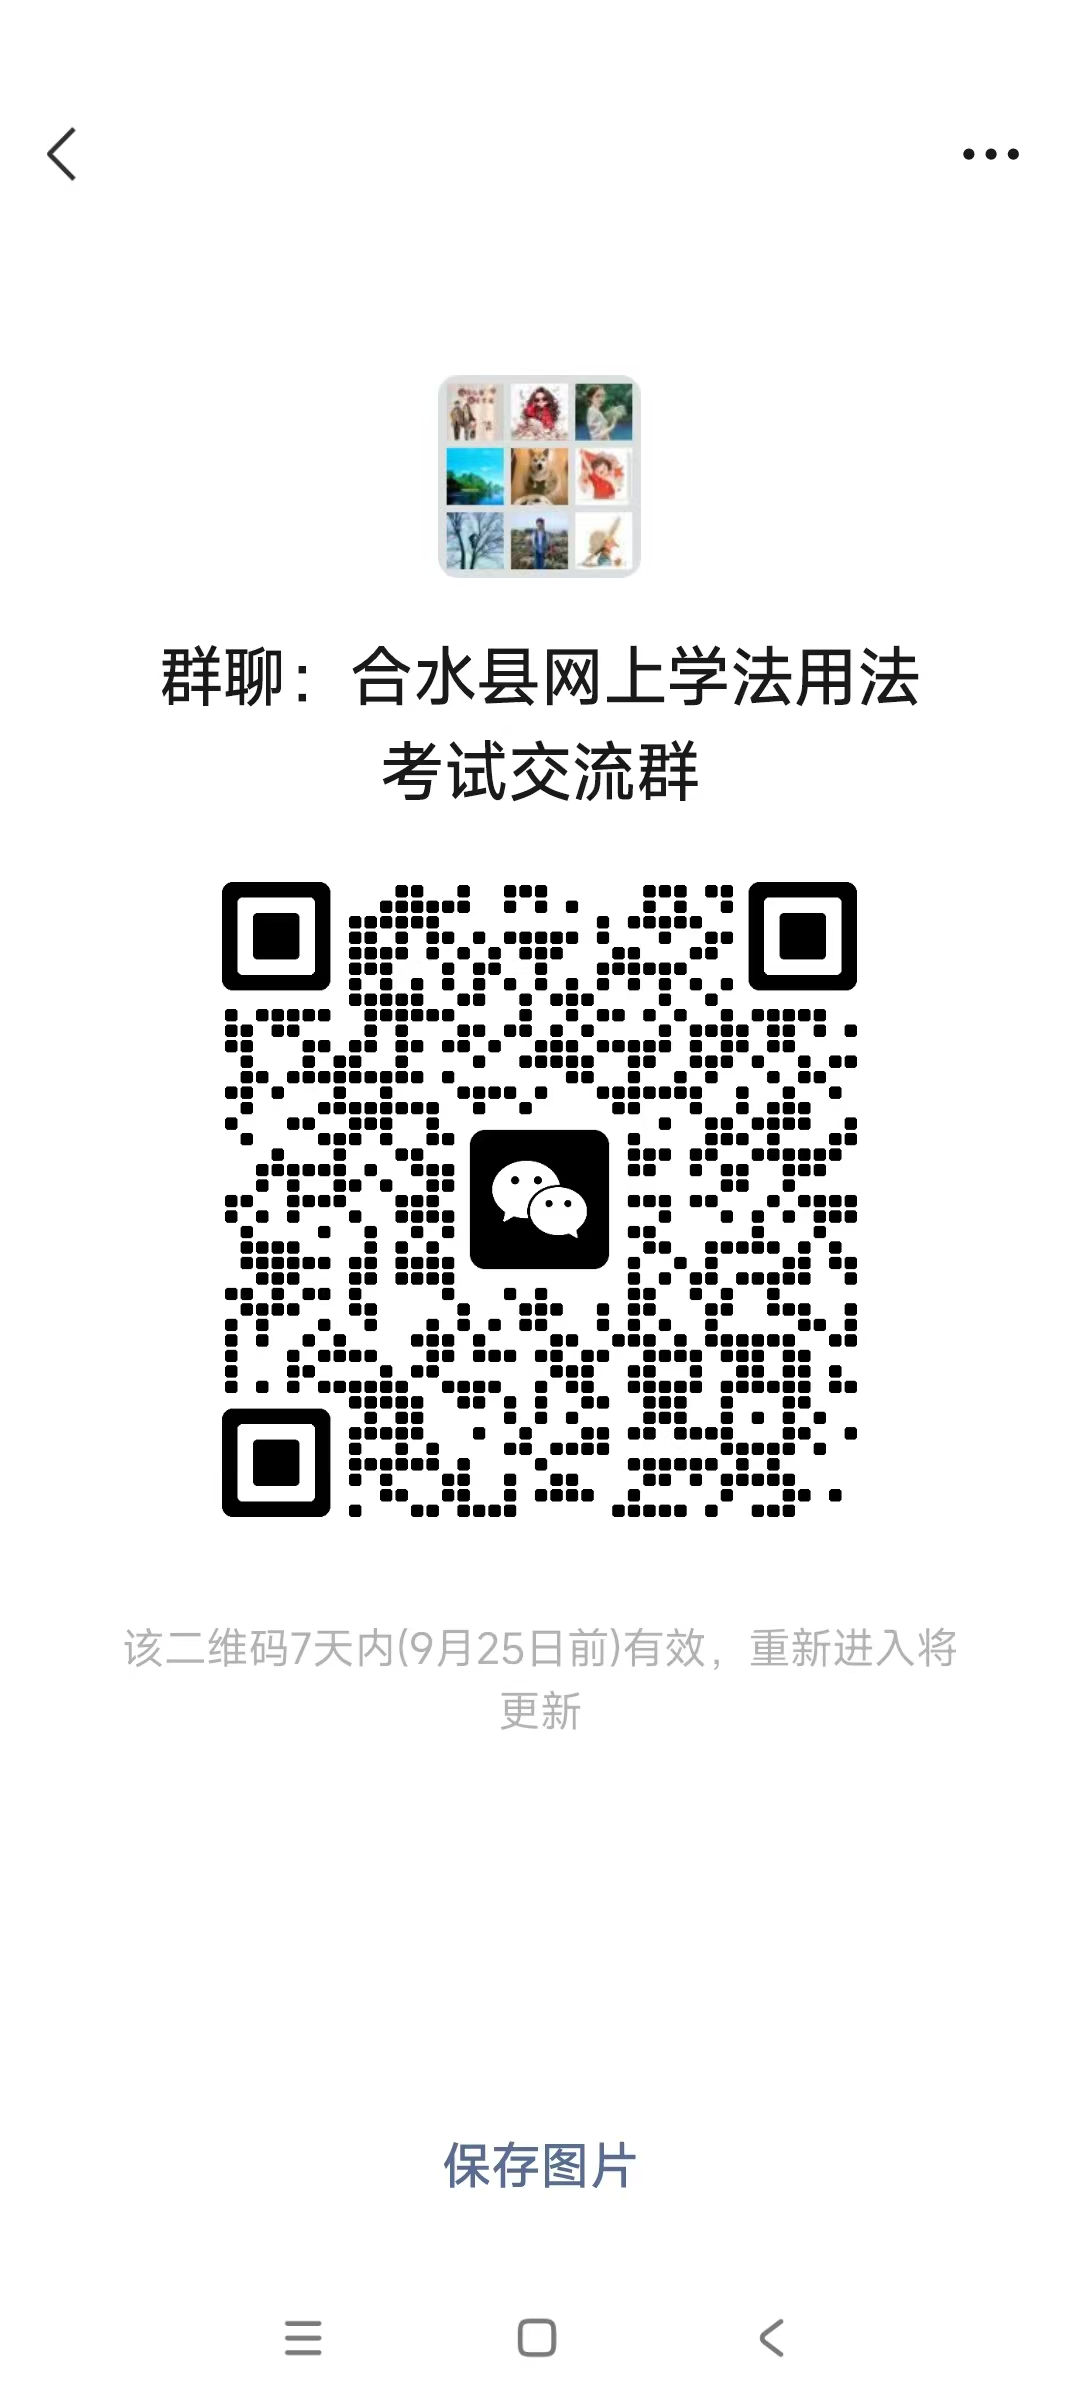 群聊：合水县网上学法用法
考试交流群
该二维码7天内(9月25日前)有效，重新进入将
更新
保存图片